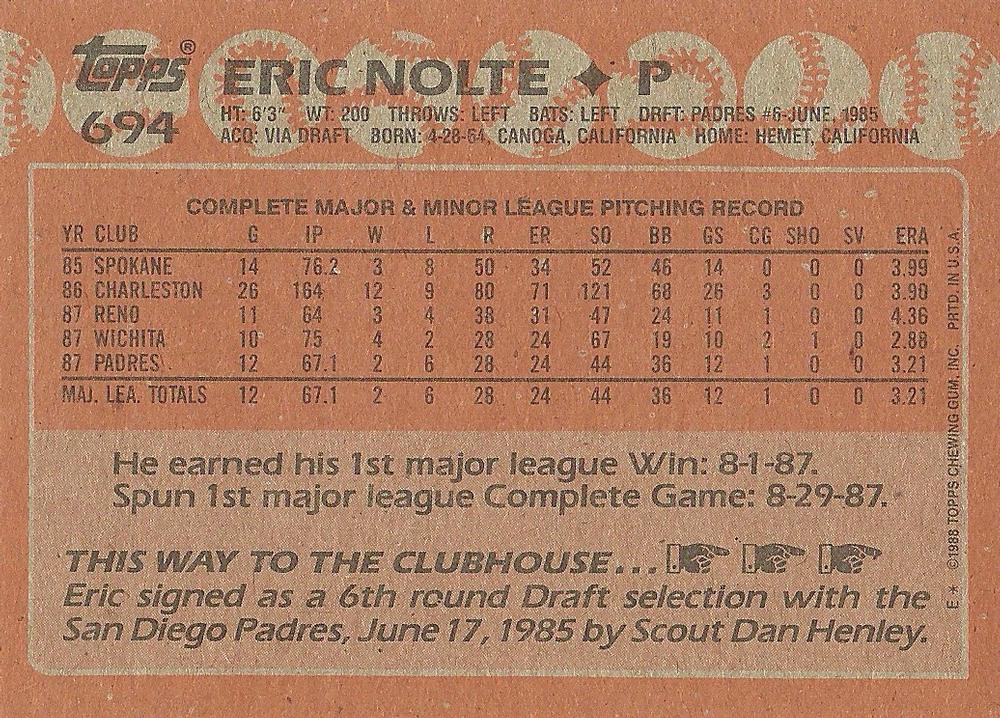 topps®
ERIC NOLTE ✦ P
694
HT: 6'3" WT: 200 THROWS: LEFT BATS: LEFT DRFT: PADRES #6-JUNE, 1985
ACQ: VIA DRAFT BORN: 4-28-64, CANOGA, CALIFORNIA HOME: HEMET, CALIFORNIA
COMPLETE MAJOR & MINOR LEAGUE PITCHING RECORD
YR CLUB G IP W L R ER SO BB GS CG SHO SV ERA
85 SPOKANE 14 76.2 3 8 50 34 52 46 14 0 0 0 3.99
86 CHARLESTON 26 164 12 9 80 71 121 68 26 3 0 0 3.90
87 RENO 11 64 3 4 38 31 47 24 11 1 0 0 4.36
87 WICHITA 10 75 4 2 28 24 67 19 10 2 1 0 2.88
87 PADRES 12 67.1 2 6 28 24 44 36 12 1 0 0 3.21
MAJ. LEA. TOTALS 12 67.1 2 6 28 24 44 36 12 1 0 0 3.21
He earned his 1st major league Win: 8-1-87.
Spun 1st major league Complete Game: 8-29-87.
THIS WAY TO THE CLUBHOUSE...
Eric signed as a 6th round Draft selection with the
San Diego Padres, June 17, 1985 by Scout Dan Henley.
E * ©1988 TOPPS CHEWING GUM, INC. PRTD. IN U.S.A.